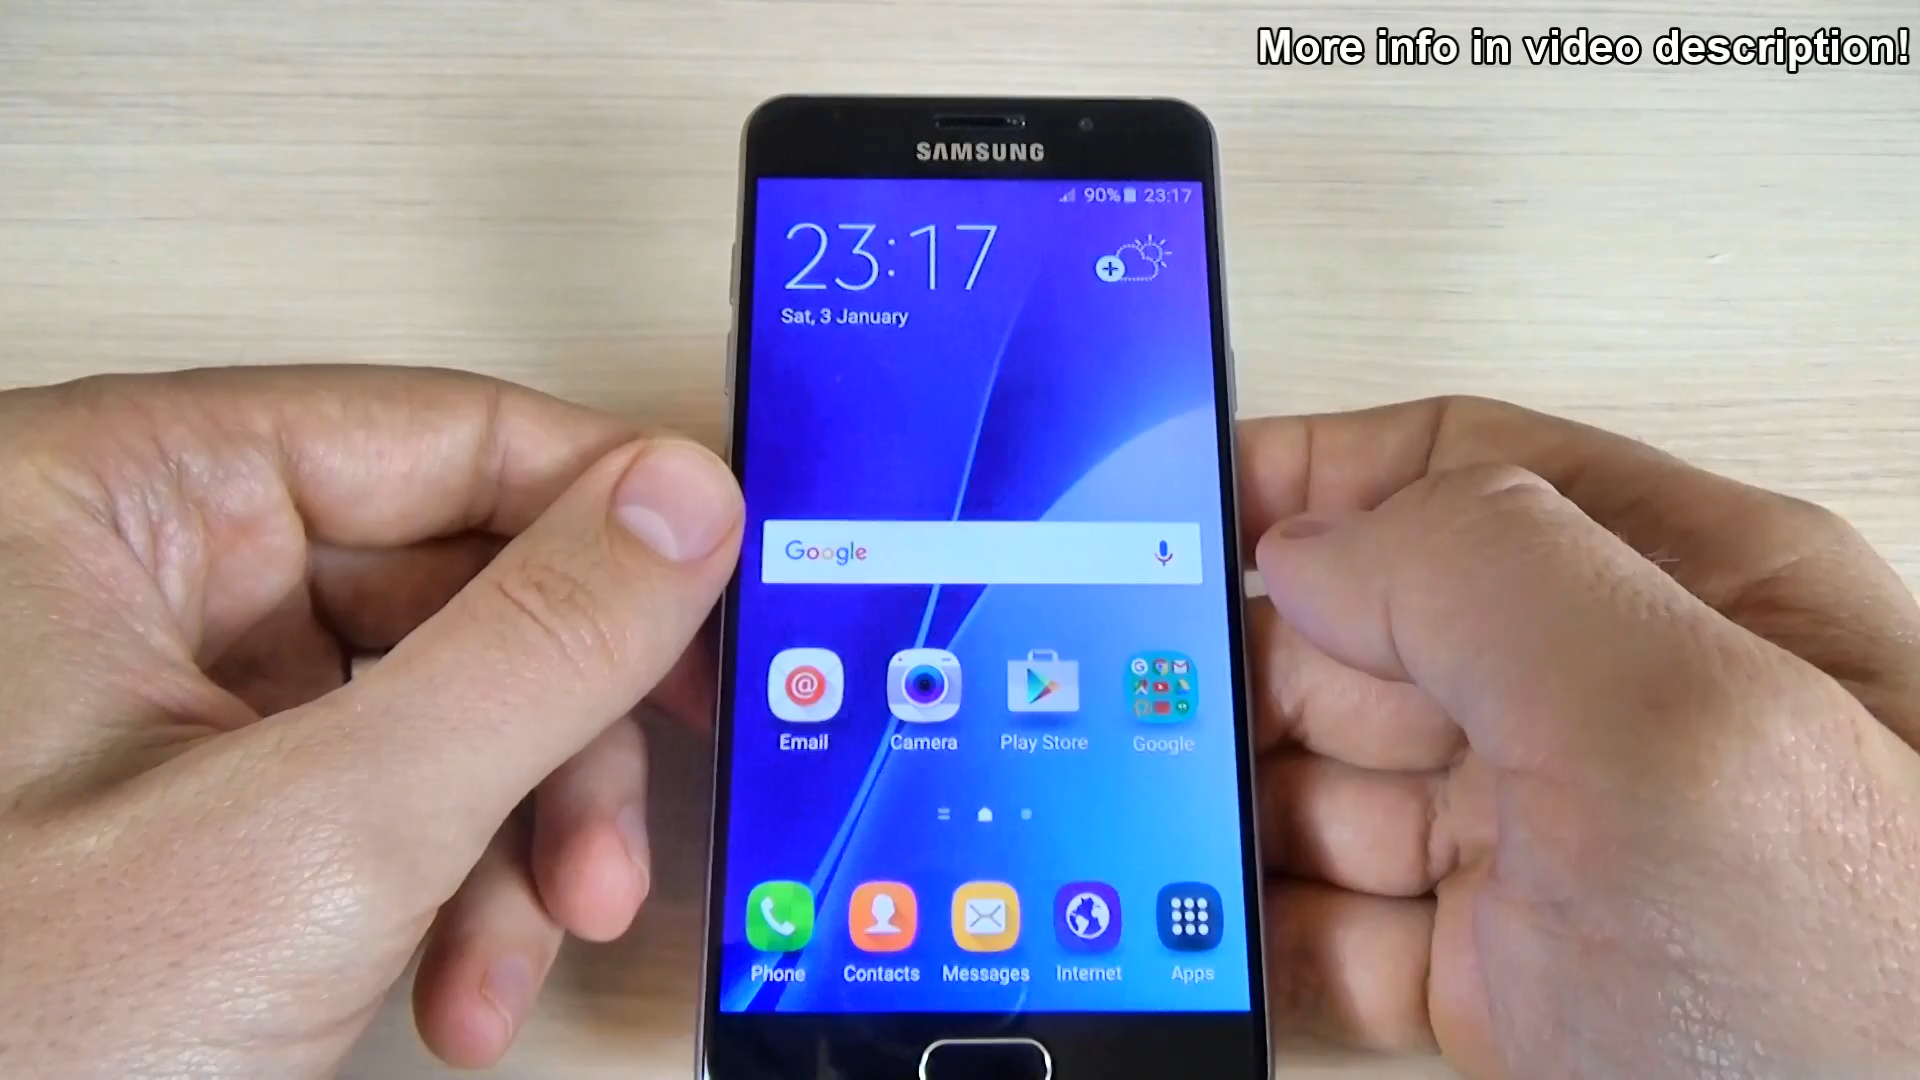 More info in video description!
SAMSUNG
90% 23:17
23:17
Sat, 3 January
Google
Email Camera Play Store Google
Phone Contacts Messages Internet Apps